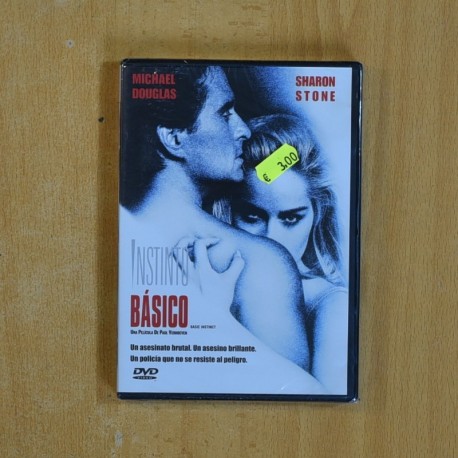 MICHAEL
DOUGLAS
SHARON
STONE
€ 3.00
INSTINTO
BÁSICO
BASIC INSTINCT
UNA PELÍCULA DE PAUL VERHOEVEN
Un asesinato brutal. Un asesino brillante.
Un policía que no se resiste al peligro.
DVD